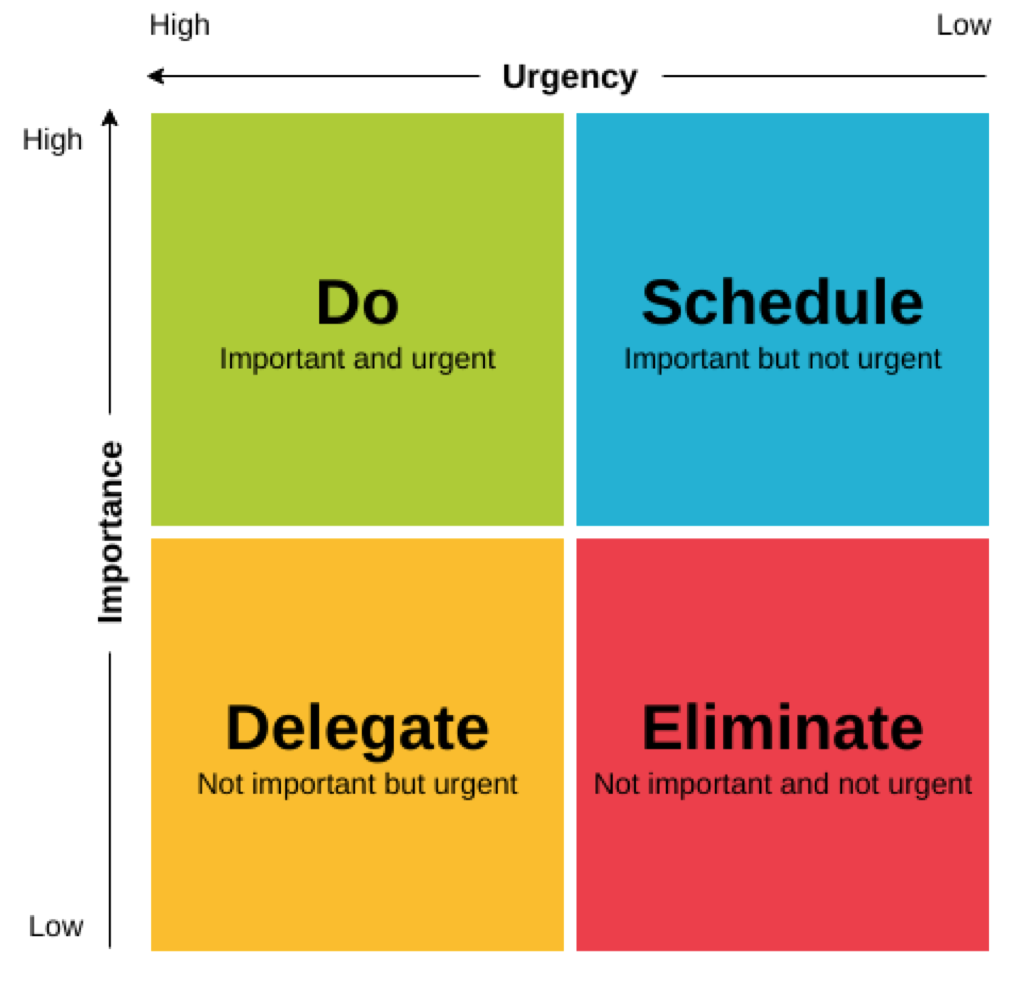 High
Low
Urgency
High
Do
Important and urgent
Schedule
Important but not urgent
Importance
Delegate
Not important but urgent
Eliminate
Not important and not urgent
Low